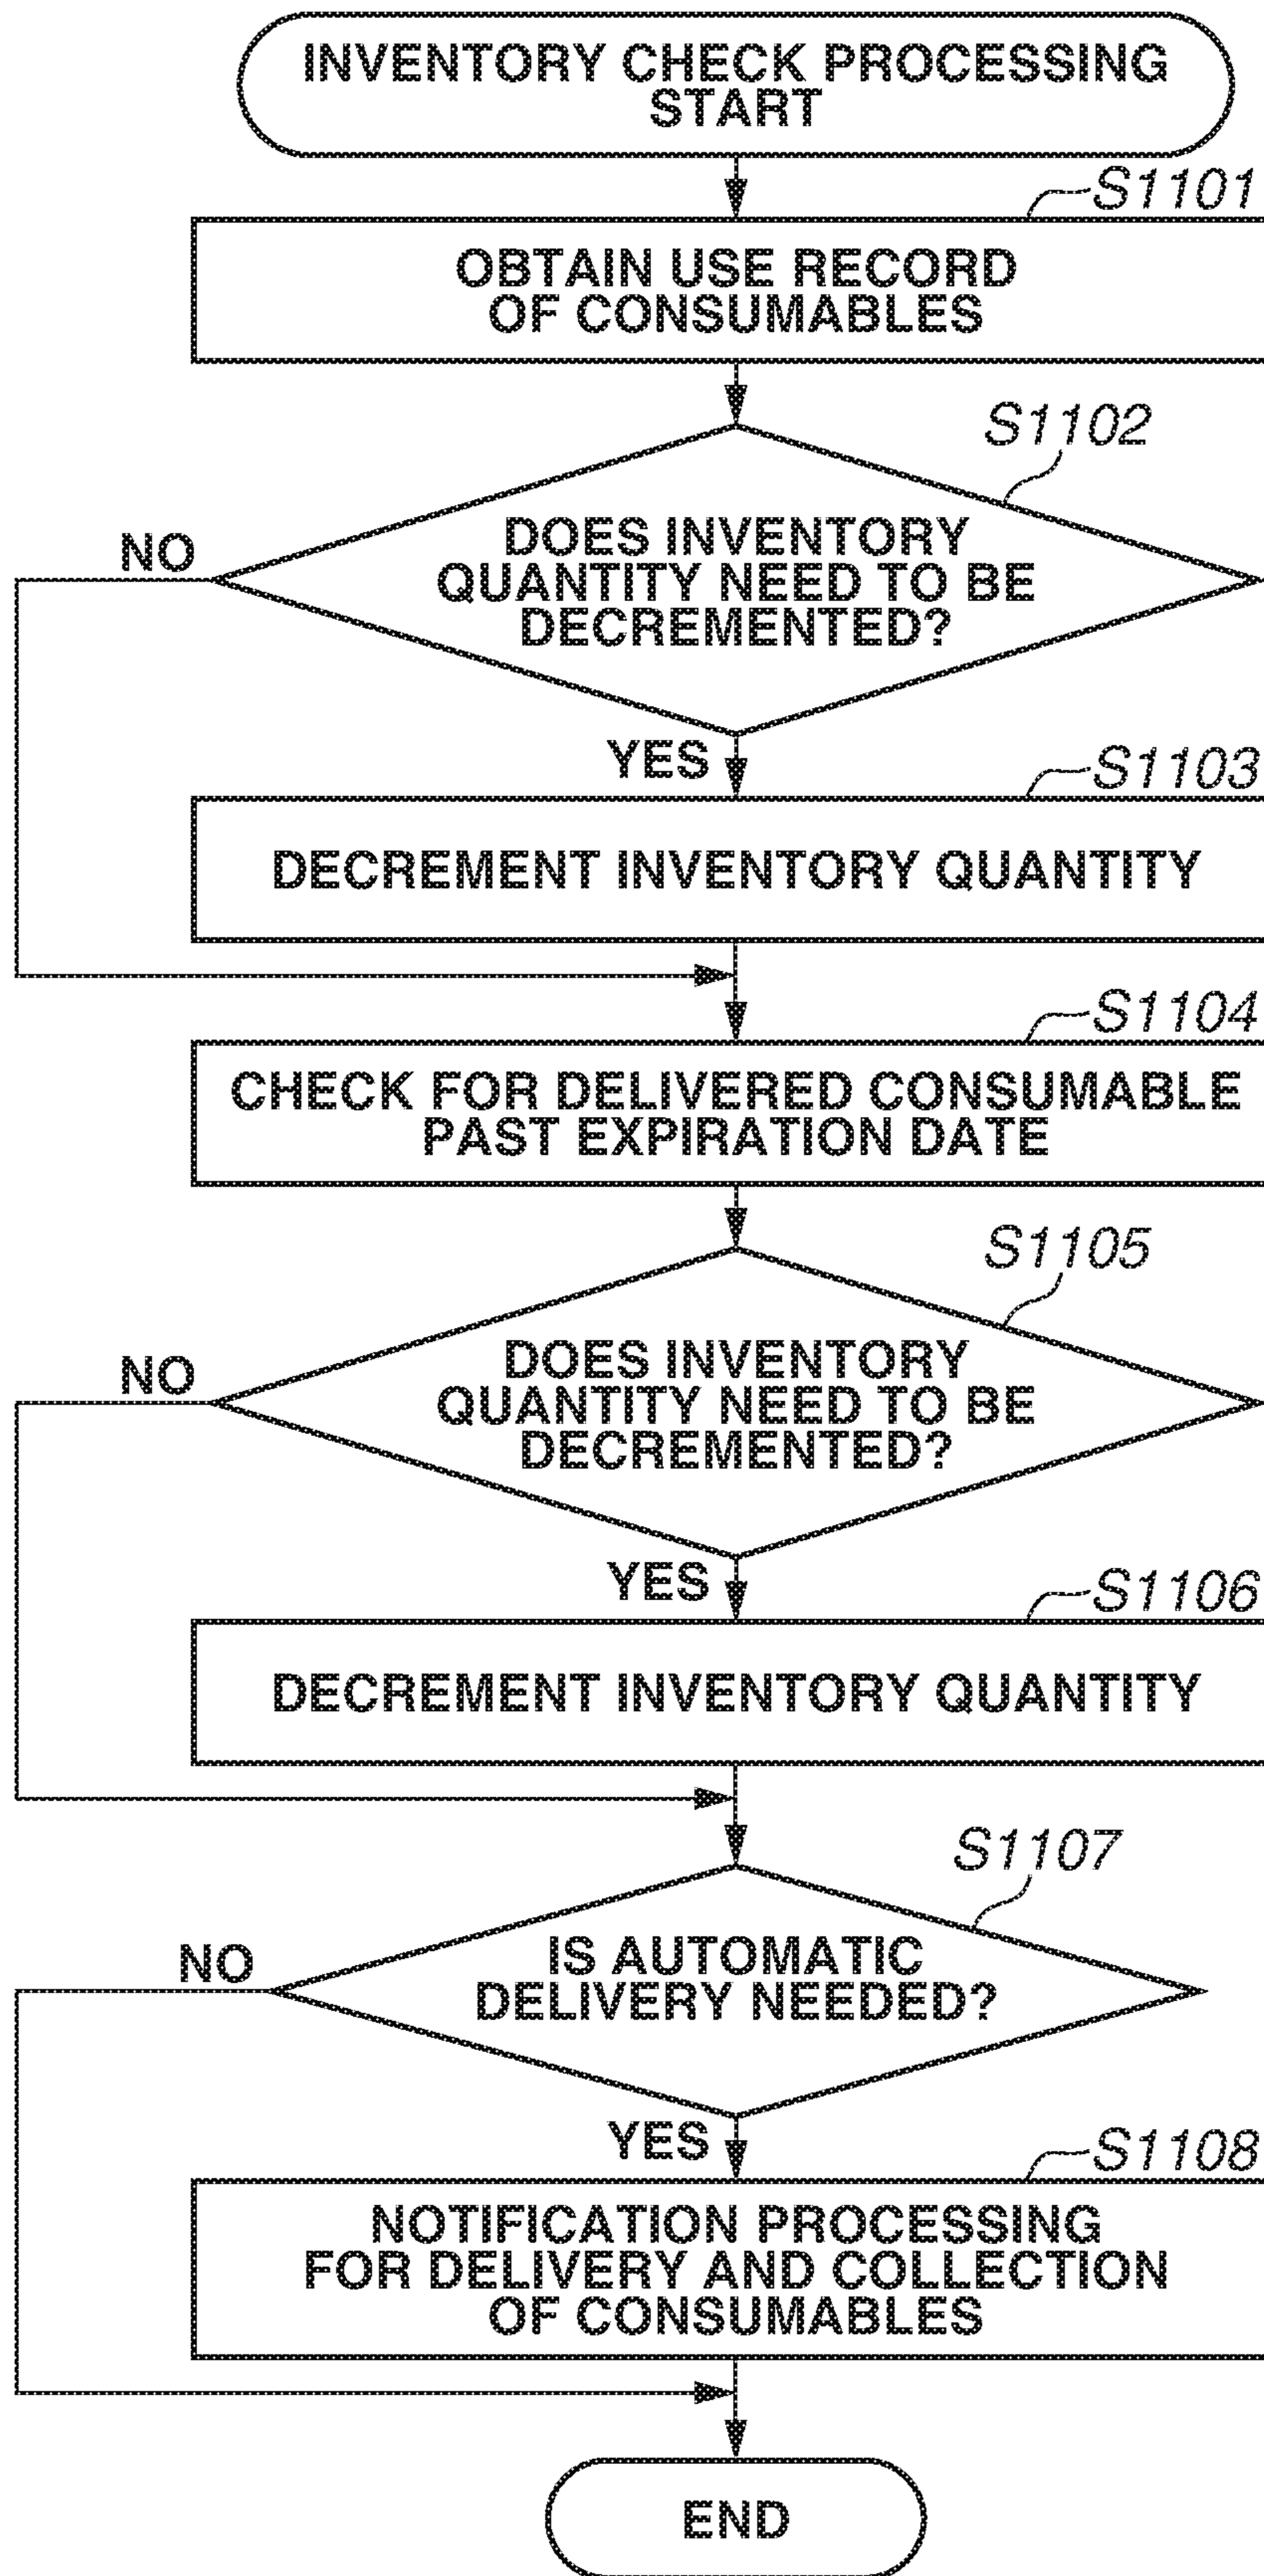 INVENTORY CHECK PROCESSING
START
S1101
OBTAIN USE RECORD
OF CONSUMABLES
S1102
DOES INVENTORY
QUANTITY NEED TO BE
DECREMENTED?
NO
YES
S1103
DECREMENT INVENTORY QUANTITY
S1104
CHECK FOR DELIVERED CONSUMABLE
PAST EXPIRATION DATE
S1105
DOES INVENTORY
QUANTITY NEED TO BE
DECREMENTED?
NO
YES
S1106
DECREMENT INVENTORY QUANTITY
S1107
IS AUTOMATIC
DELIVERY NEEDED?
NO
YES
S1108
NOTIFICATION PROCESSING
FOR DELIVERY AND COLLECTION
OF CONSUMABLES
END